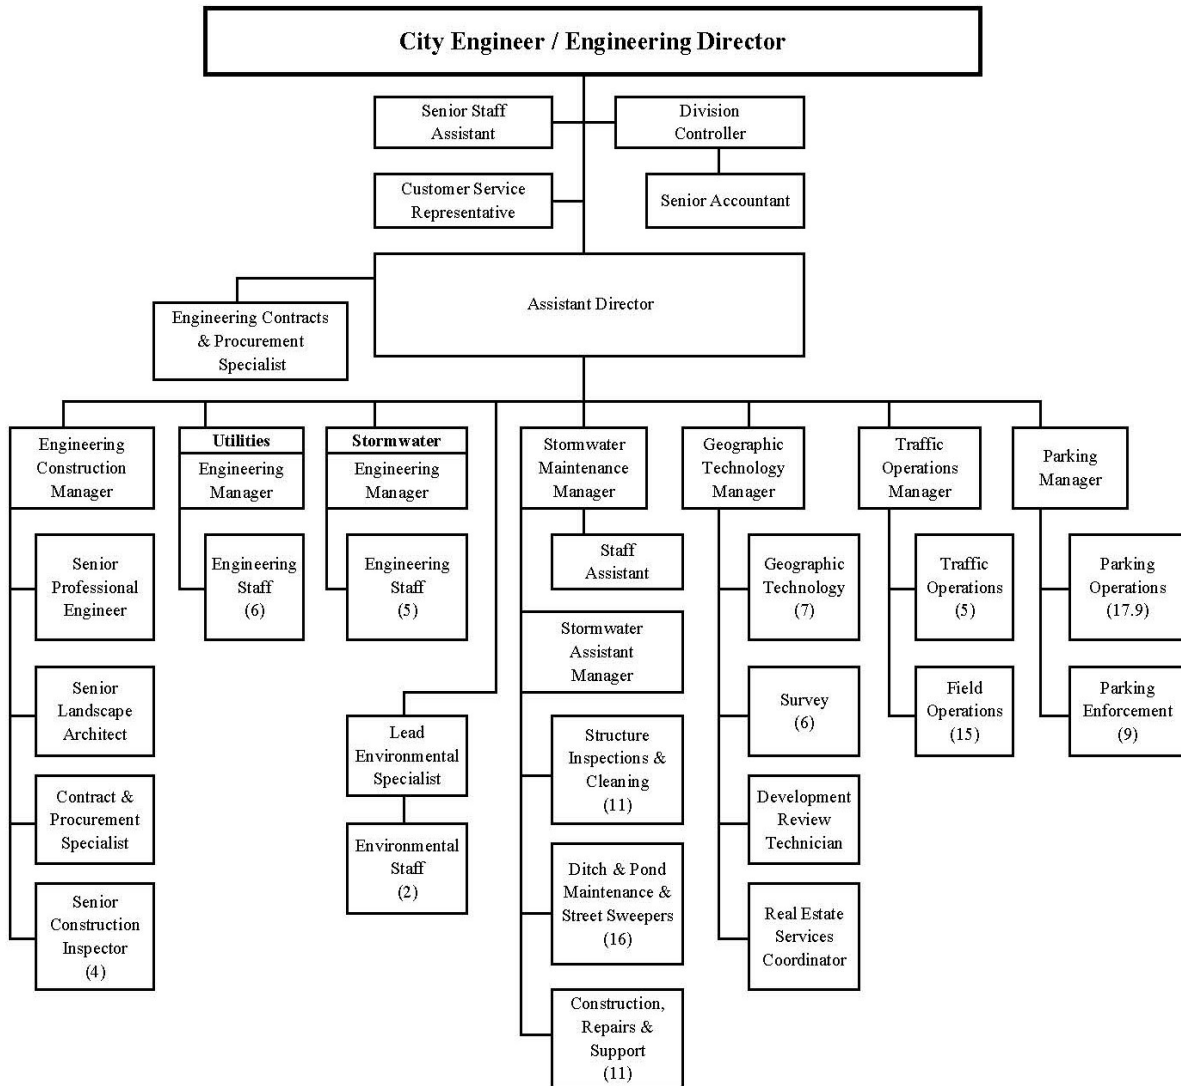 City Engineer / Engineering Director
Senior Staff
Assistant
Division
Controller
Customer Service
Representative
Senior Accountant
Assistant Director
Engineering Contracts
& Procurement
Specialist
Engineering
Construction
Manager
Utilities
Engineering Manager
Stormwater
Engineering Manager
Stormwater
Maintenance
Manager
Geographic
Technology
Manager
Traffic
Operations
Manager
Parking
Manager
Senior
Professional
Engineer
Engineering
Staff
(6)
Engineering
Staff
(5)
Staff
Assistant
Geographic
Technology
(7)
Traffic
Operations
(5)
Parking
Operations
(17.9)
Stormwater
Assistant
Manager
Senior
Landscape
Architect
Survey
(6)
Field
Operations
(15)
Parking
Enforcement
(9)
Lead
Environmental
Specialist
Structure
Inspections &
Cleaning
(11)
Contract &
Procurement
Specialist
Development
Review
Technician
Environmental
Staff
(2)
Ditch & Pond
Maintenance &
Street Sweepers
(16)
Senior
Construction
Inspector
(4)
Real Estate
Services
Coordinator
Construction,
Repairs &
Support
(11)